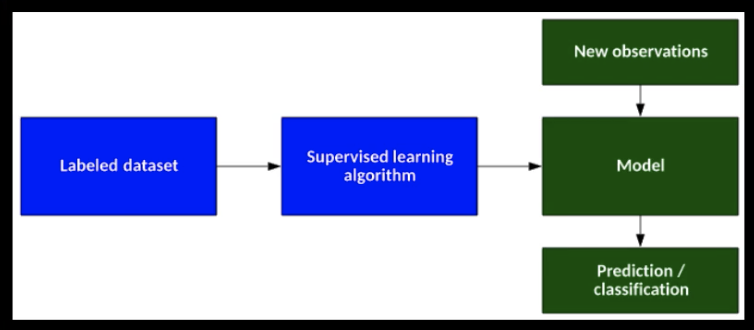 New observations
Labeled dataset
Supervised learning
algorithm
Model
Prediction /
classification